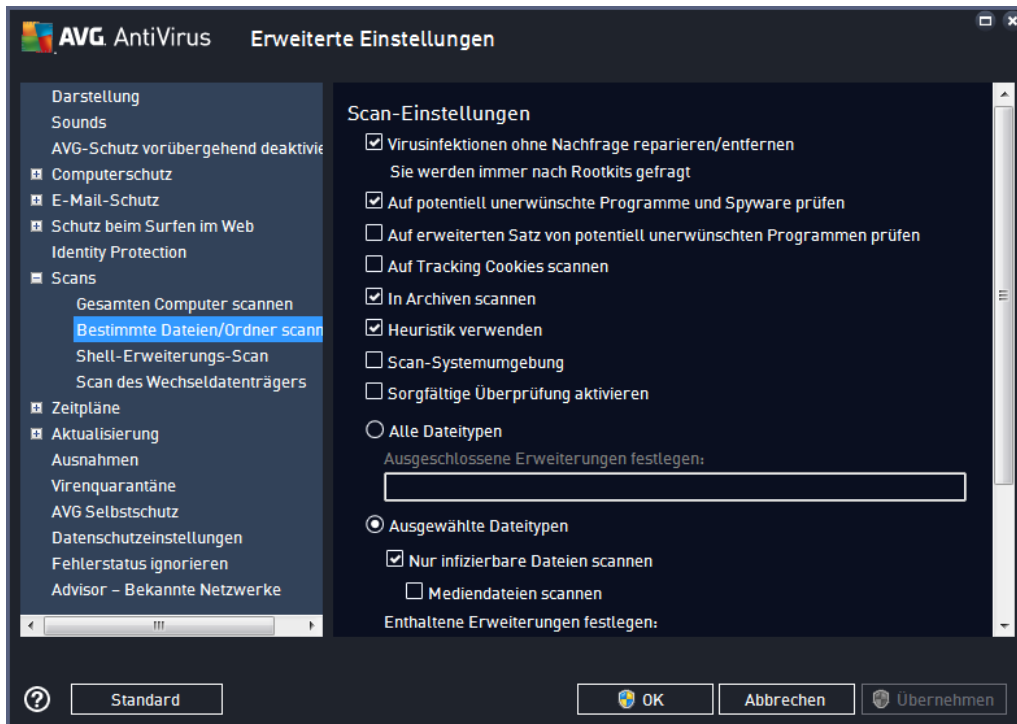 AVG AntiVirus Erweiterte Einstellungen
Darstellung
Sounds
AVG-Schutz vorübergehend deaktivie
Computerschutz
E-Mail-Schutz
Schutz beim Surfen im Web
Identity Protection
Scans
Gesamten Computer scannen
Bestimmte Dateien/Ordner scann
Shell-Erweiterungs-Scan
Scan des Wechseldatenträgers
Zeitpläne
Aktualisierung
Ausnahmen
Virenquarantäne
AVG Selbstschutz
Datenschutzeinstellungen
Fehlerstatus ignorieren
Advisor – Bekannte Netzwerke
Scan-Einstellungen
Virusinfektionen ohne Nachfrage reparieren/entfernen
Sie werden immer nach Rootkits gefragt
Auf potentiell unerwünschte Programme und Spyware prüfen
Auf erweiterten Satz von potentiell unerwünschten Programmen prüfen
Auf Tracking Cookies scannen
In Archiven scannen
Heuristik verwenden
Scan-Systemumgebung
Sorgfältige Überprüfung aktivieren
Alle Dateitypen
Ausgeschlossene Erweiterungen festlegen:
Ausgewählte Dateitypen
Nur infizierbare Dateien scannen
Mediendateien scannen
Enthaltene Erweiterungen festlegen:
? Standard OK Abbrechen Übernehmen